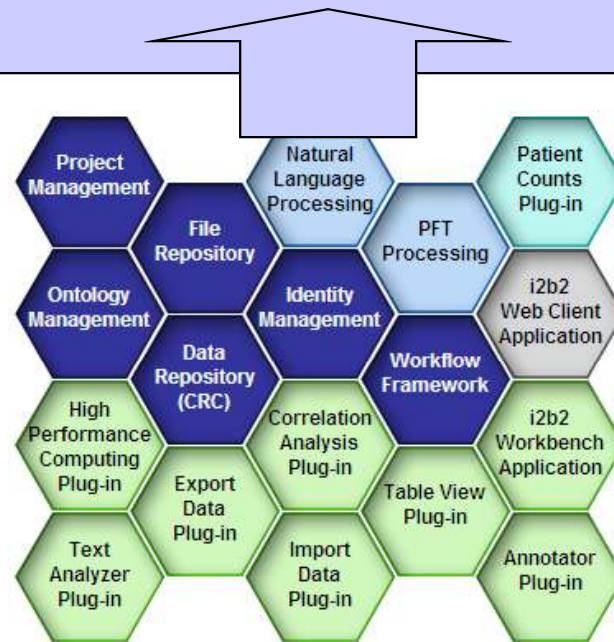 Project
Management
Natural
Language
Processing
Patient
Counts
Plug-in
File
Repository
PFT
Processing
Ontology
Management
Identity
Management
i2b2
Web Client
Application
Data
Repository
(CRC)
Workflow
Framework
High
Performance
Computing
Plug-in
Correlation
Analysis
Plug-in
i2b2
Workbench
Application
Export
Data
Plug-in
Table View
Plug-in
Text
Analyzer
Plug-in
Import
Data
Plug-in
Annotator
Plug-in